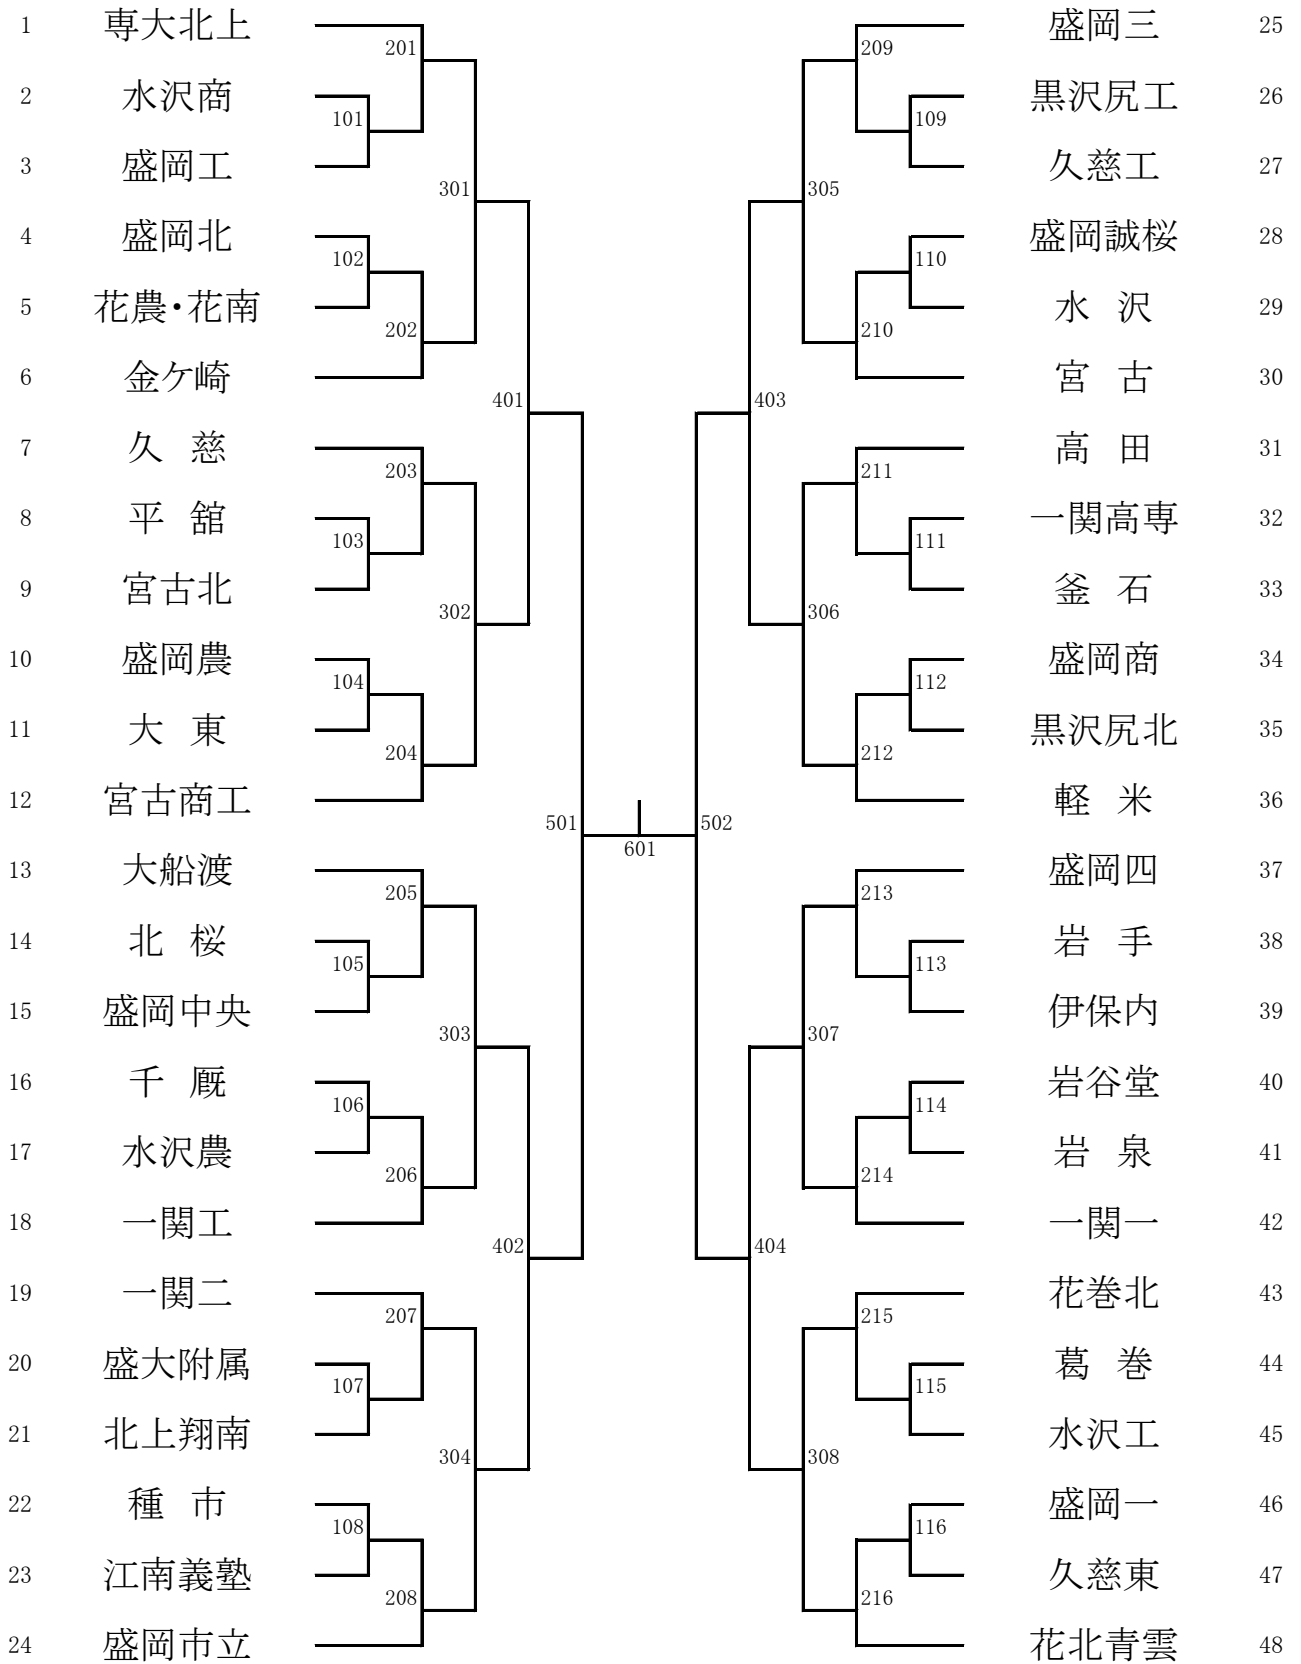 1 専大北上 201 209 盛岡三 25
2 水沢商 101 109 黒沢尻工 26
3 盛岡工 久慈工 27
301 305
4 盛岡北 102 110 盛岡誠桜 28
5 花農・花南 202 210 水 沢 29
6 金ケ崎 宮 古 30
401 403
7 久 慈 203 211 高 田 31
8 平 舘 103 111 一関高専 32
9 宮古北 釜 石 33
302 306
10 盛岡農 104 112 盛岡商 34
11 大 東 204 212 黒沢尻北 35
12 宮古商工 軽 米 36
501 601 502
13 大船渡 205 213 盛岡四 37
14 北 桜 105 113 岩 手 38
15 盛岡中央 伊保内 39
303 307
16 千 厩 106 114 岩谷堂 40
17 水沢農 206 214 岩 泉 41
18 一関工 一関一 42
402 404
19 一関二 207 215 花巻北 43
20 盛大附属 107 115 葛 巻 44
21 北上翔南 水沢工 45
304 308
22 種 市 108 116 盛岡一 46
23 江南義塾 208 216 久慈東 47
24 盛岡市立 花北青雲 48